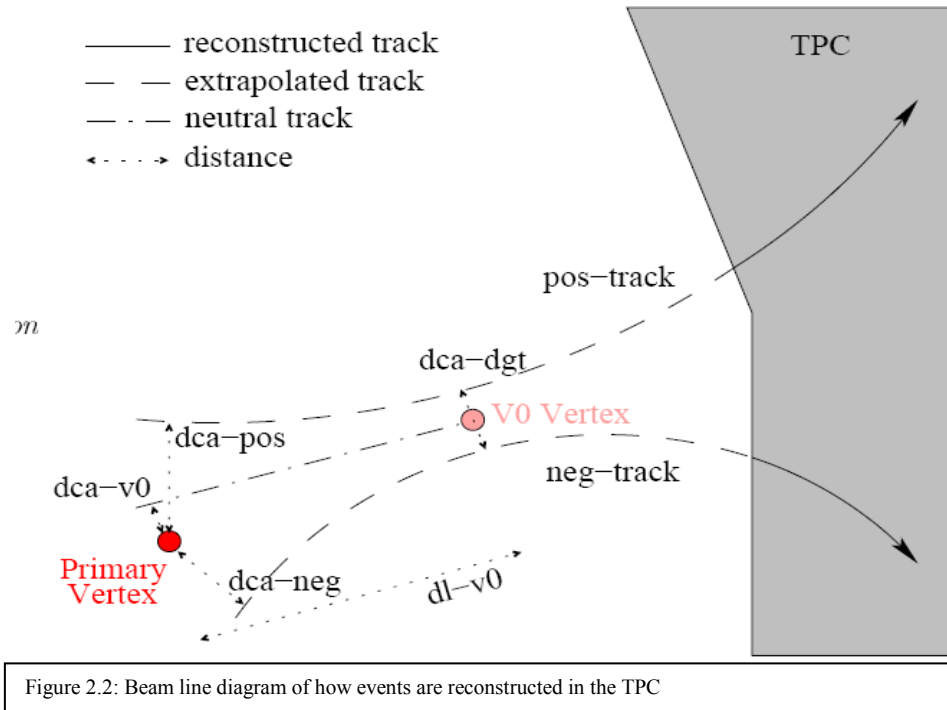 reconstructed track
TPC
extrapolated track
neutral track
distance
pos−track
on
dca−dgt
V0 Vertex
dca−pos
neg−track
dca−v0
Primary
Vertex
dca−neg
dl−v0
Figure 2.2: Beam line diagram of how events are reconstructed in the TPC